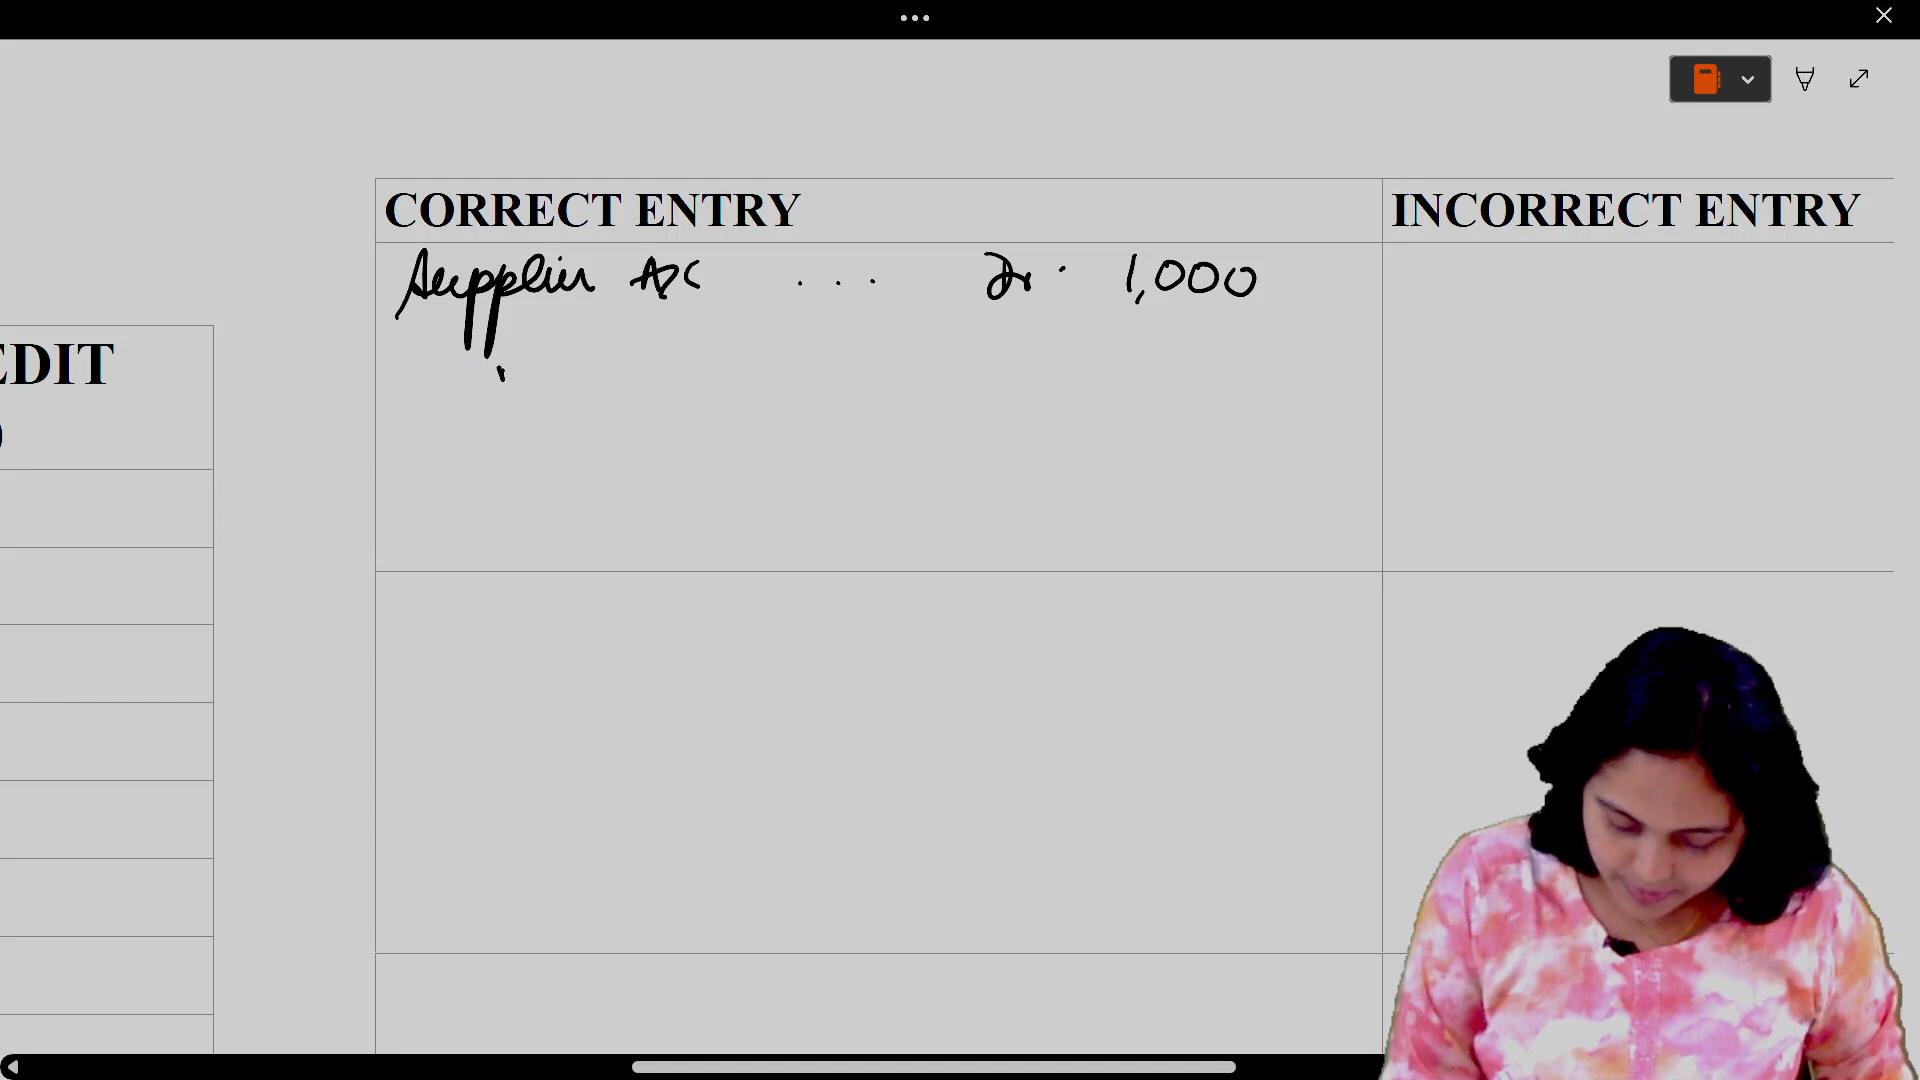 CORRECT ENTRY
INCORRECT ENTRY
Supplier A/C ... Dr. 1,000
EDIT
)